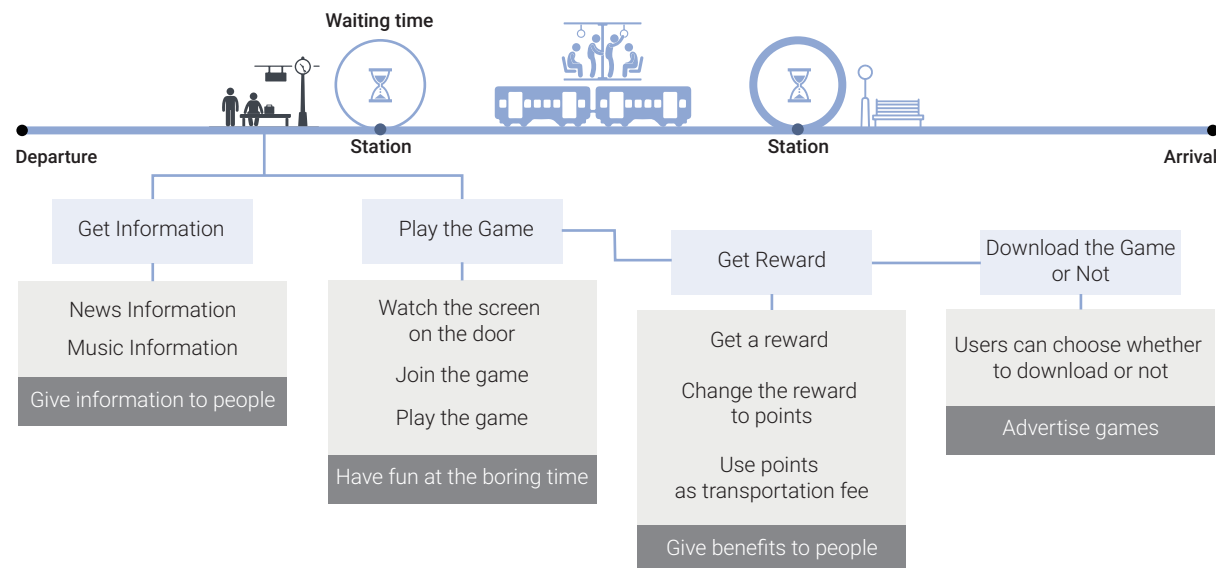 Waiting time
Departure
Station
Station
Arrival
Get Information
News Information
Music Information
Give information to people
Play the Game
Watch the screen
on the door
Join the game
Play the game
Have fun at the boring time
Get Reward
Get a reward
Change the reward
to points
Use points
as transportation fee
Give benefits to people
Download the Game
or Not
Users can choose whether
to download or not
Advertise games